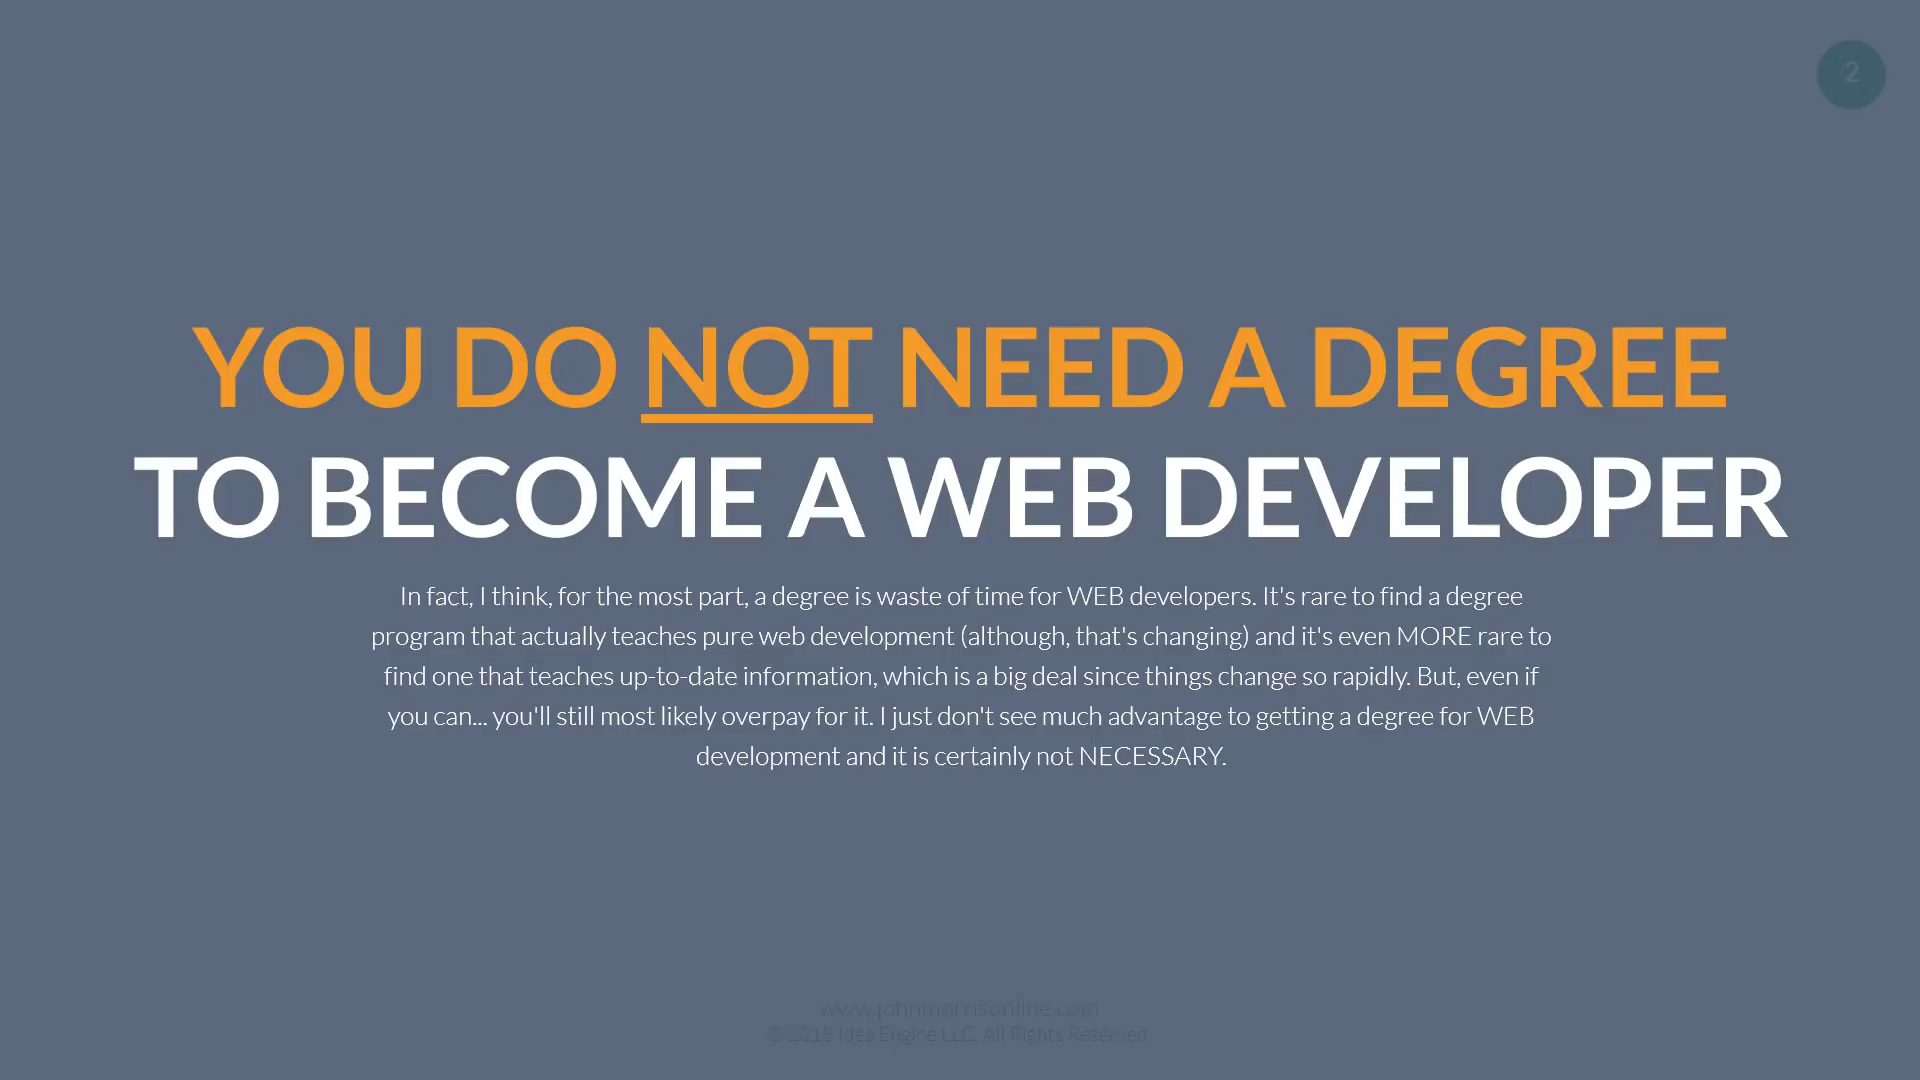 2
YOU DO NOT NEED A DEGREE
TO BECOME A WEB DEVELOPER
In fact, I think, for the most part, a degree is waste of time for WEB developers. It's rare to find a degree
program that actually teaches pure web development (although, that's changing) and it's even MORE rare to
find one that teaches up-to-date information, which is a big deal since things change so rapidly. But, even if
you can... you'll still most likely overpay for it. I just don't see much advantage to getting a degree for WEB
development and it is certainly not NECESSARY.
www.johnmorrisonline.com
© 2018 Idea Engine LLC. All Rights Reserved